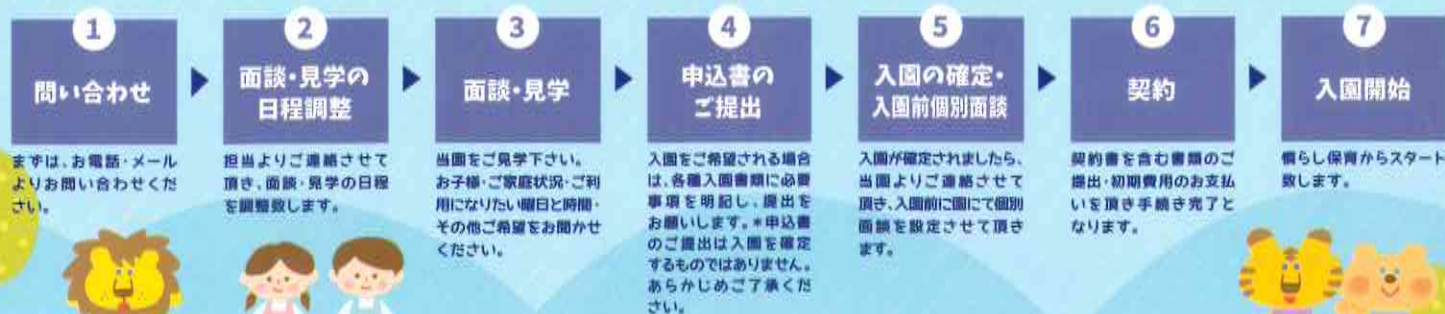 1
問い合わせ
まずは、お電話・メール
よりお問い合わせくだ
さい。
2
面談・見学の
日程調整
担当よりご連絡させて
頂き、面談・見学の日程
を調整致します。
3
面談・見学
当園をご見学下さい。
お子様・ご家庭状況・ご利
用になりたい曜日と時間・
その他ご希望をお聞かせ
ください。
4
申込書の
ご提出
入園をご希望される場合
は、各種入園書類に必要
事項を明記し、提出を
お願いします。*申込書
のご提出は入園を確定
するものではありません。
あらかじめご了承くだ
さい。
5
入園の確定・
入園前個別面談
入園が確定されましたら、
当園よりご連絡させて
頂き、入園前に園にて個別
面談を設定させて頂き
ます。
6
契約
契約書を含む書類のご
提出・初期費用のお支払
いを頂き手続き完了と
なります。
7
入園開始
慣らし保育からスタート
致します。